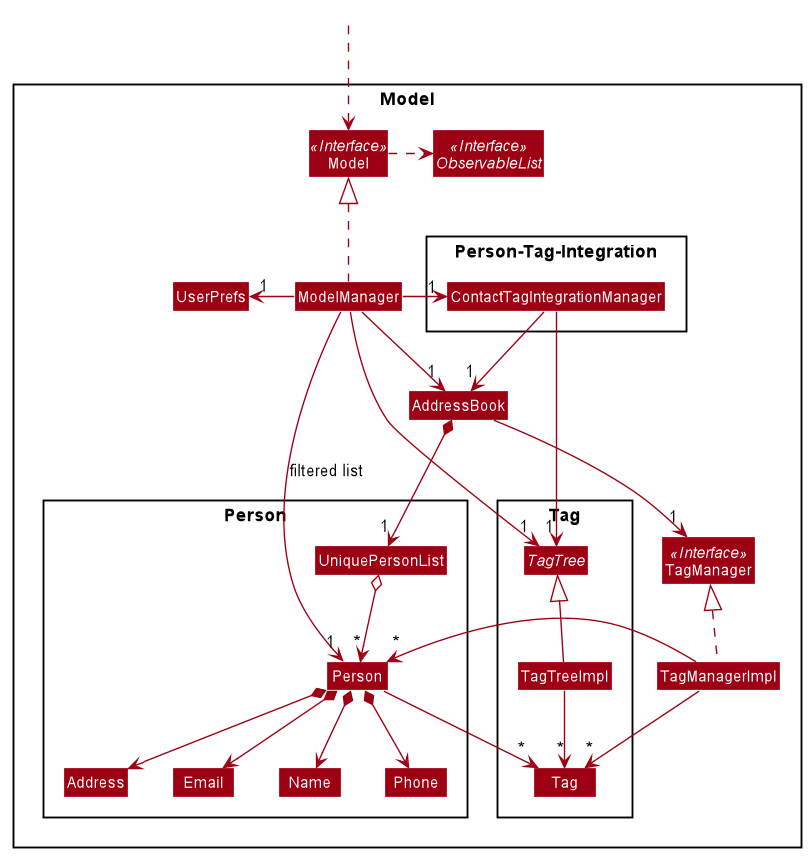 Model
«Interface»
Model
«Interface»
ObservableList
Person-Tag-Integration
UserPrefs
1
ModelManager
1
ContactTagIntegrationManager
1
1
AddressBook
filtered list
Person
Tag
1
1
1
1
UniquePersonList
TagTree
«Interface»
TagManager
1
*
*
Person
TagTreeImpl
TagManagerImpl
*
*
*
Address
Email
Name
Phone
Tag